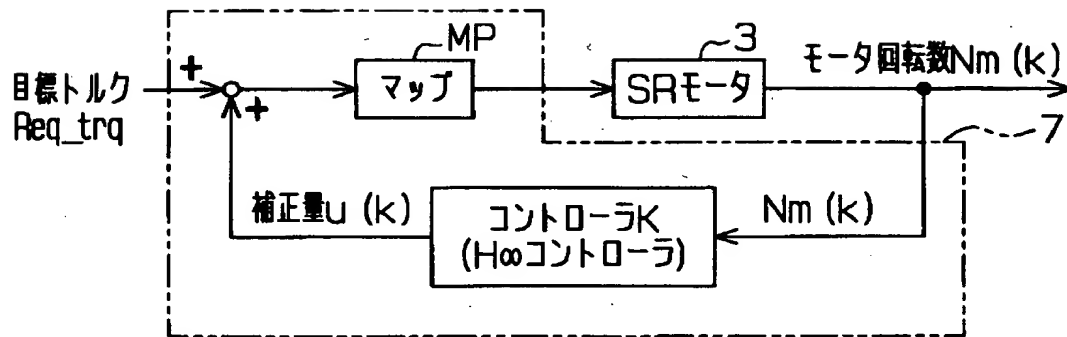 目標トルク
Req_trq
+
+
MP
マップ
3
SRモータ
モータ回転数Nm(k)
7
補正量u(k)
コントローラK
(H∞コントローラ)
Nm(k)